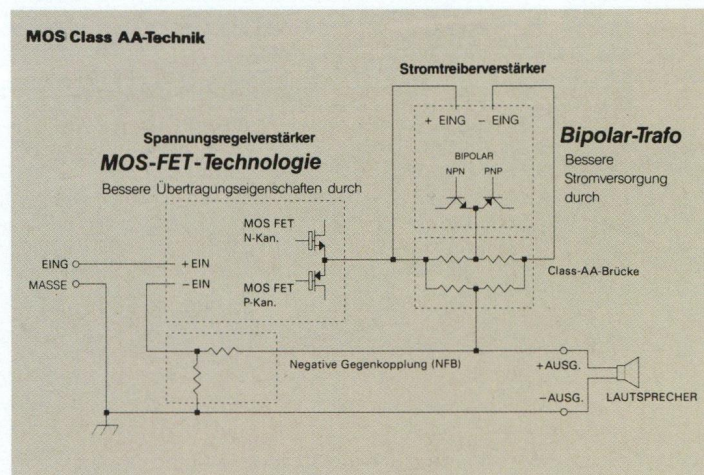 MOS Class AA-Technik
Stromtreiberverstärker
+ EING - EING
Spannungsregelverstärker
MOS-FET-Technologie
Bessere Übertragungseigenschaften durch
BIPOLAR
NPN PNP
Bipolar-Trafo
Bessere
Stromversorgung
durch
MOS FET
N-Kan.
EING
+ EIN
MASSE
- EIN
MOS FET
P-Kan.
Class-AA-Brücke
Negative Gegenkopplung (NFB)
+AUSG.
-AUSG.
LAUTSPRECHER